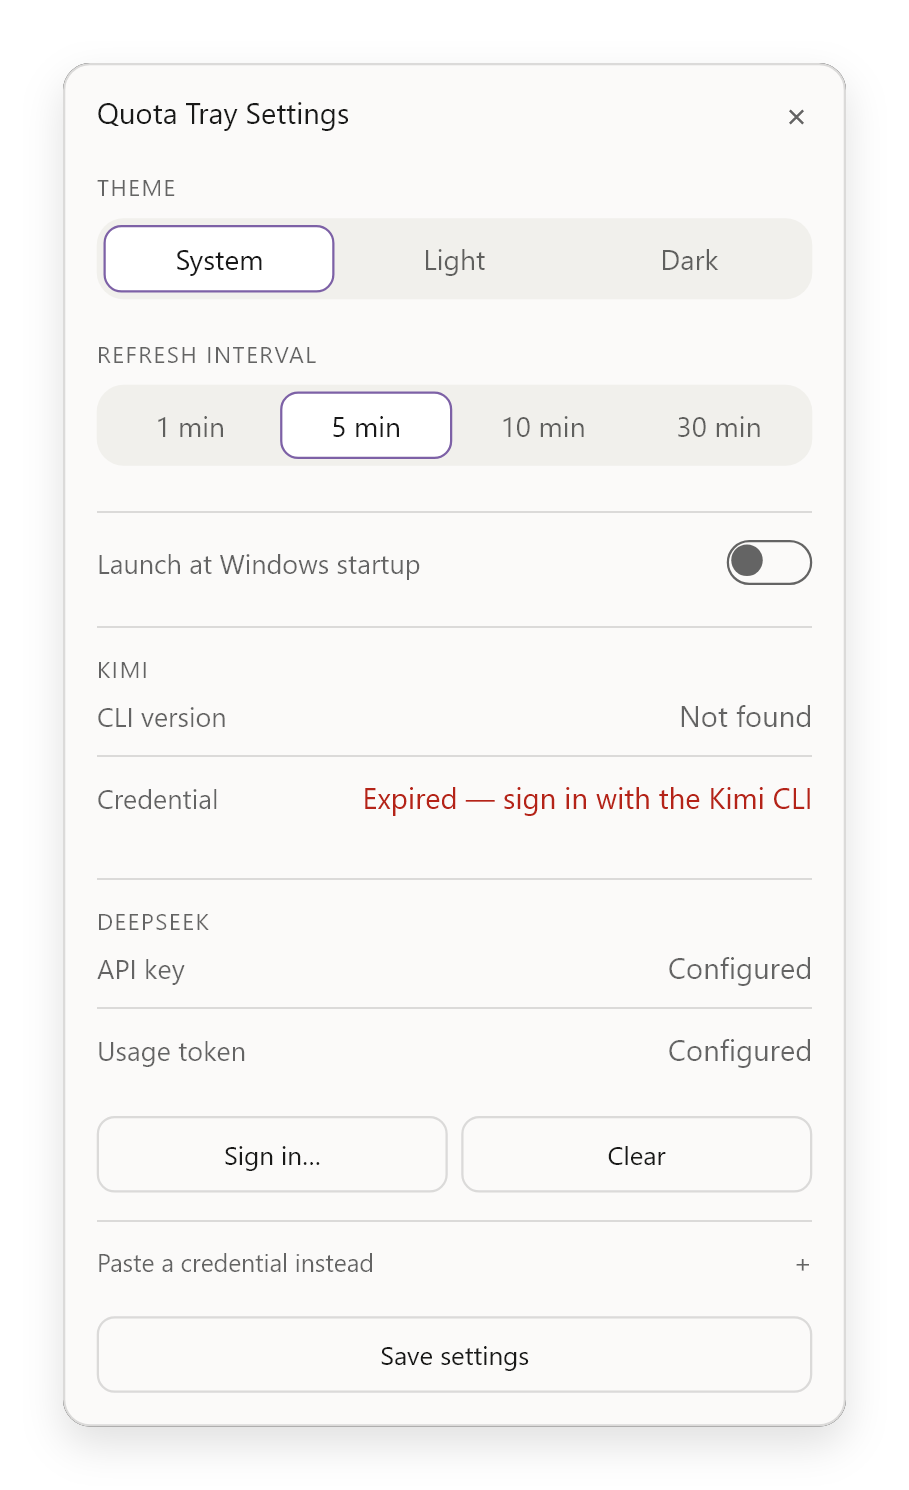 Quota Tray Settings ×
THEME
System Light Dark
REFRESH INTERVAL
1 min 5 min 10 min 30 min
Launch at Windows startup
KIMI
CLI version Not found
Credential Expired — sign in with the Kimi CLI
DEEPSEEK
API key Configured
Usage token Configured
Sign in... Clear
Paste a credential instead +
Save settings